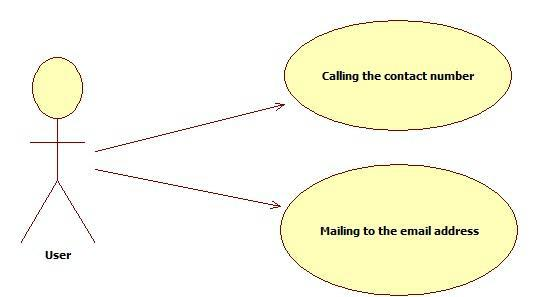 Calling the contact number
Mailing to the email address
User